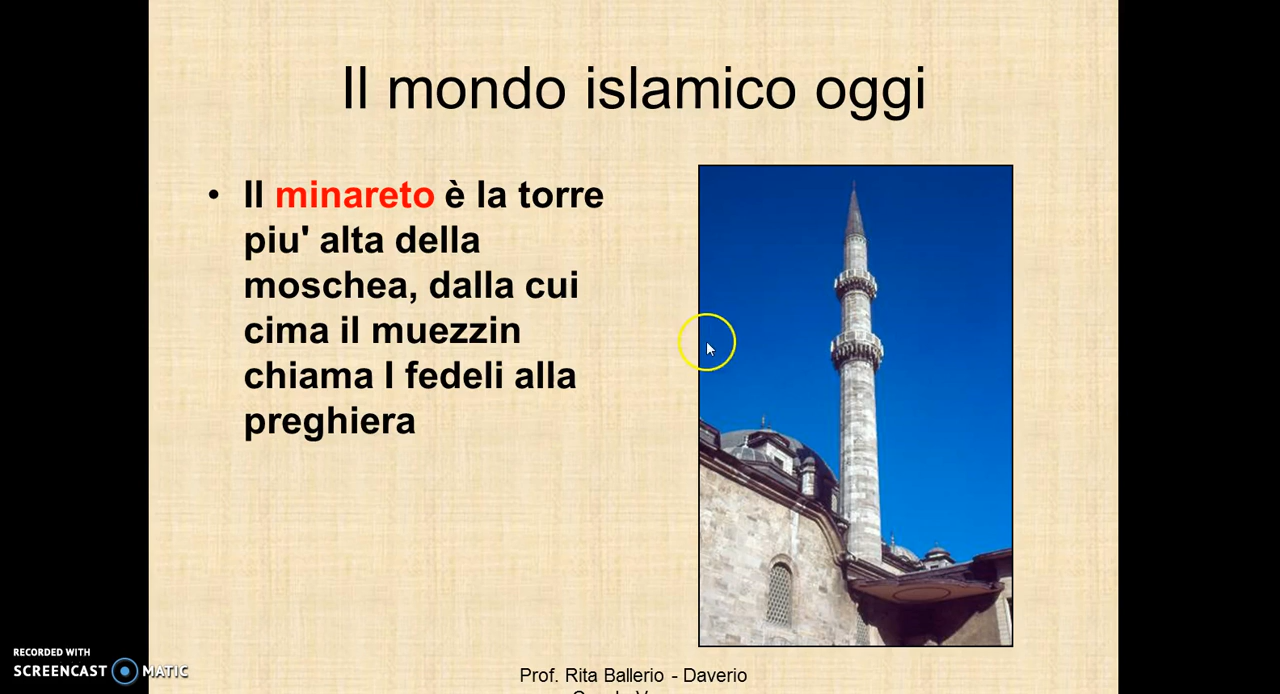 Il mondo islamico oggi
• Il minareto è la torre
piu' alta della
moschea, dalla cui
cima il muezzin
chiama I fedeli alla
preghiera
RECORDED WITH
SCREENCAST MATIC
Prof. Rita Ballerio - Daverio